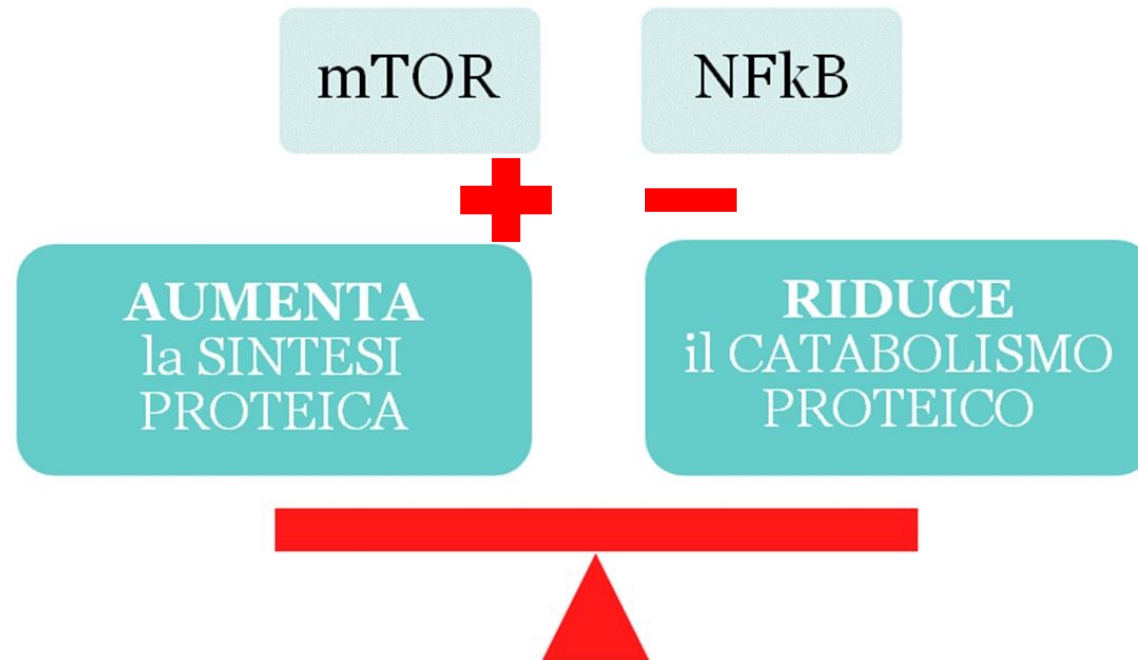 mTOR
NFkB
AUMENTA
la SINTESI
PROTEICA
RIDUCE
il CATABOLISMO
PROTEICO